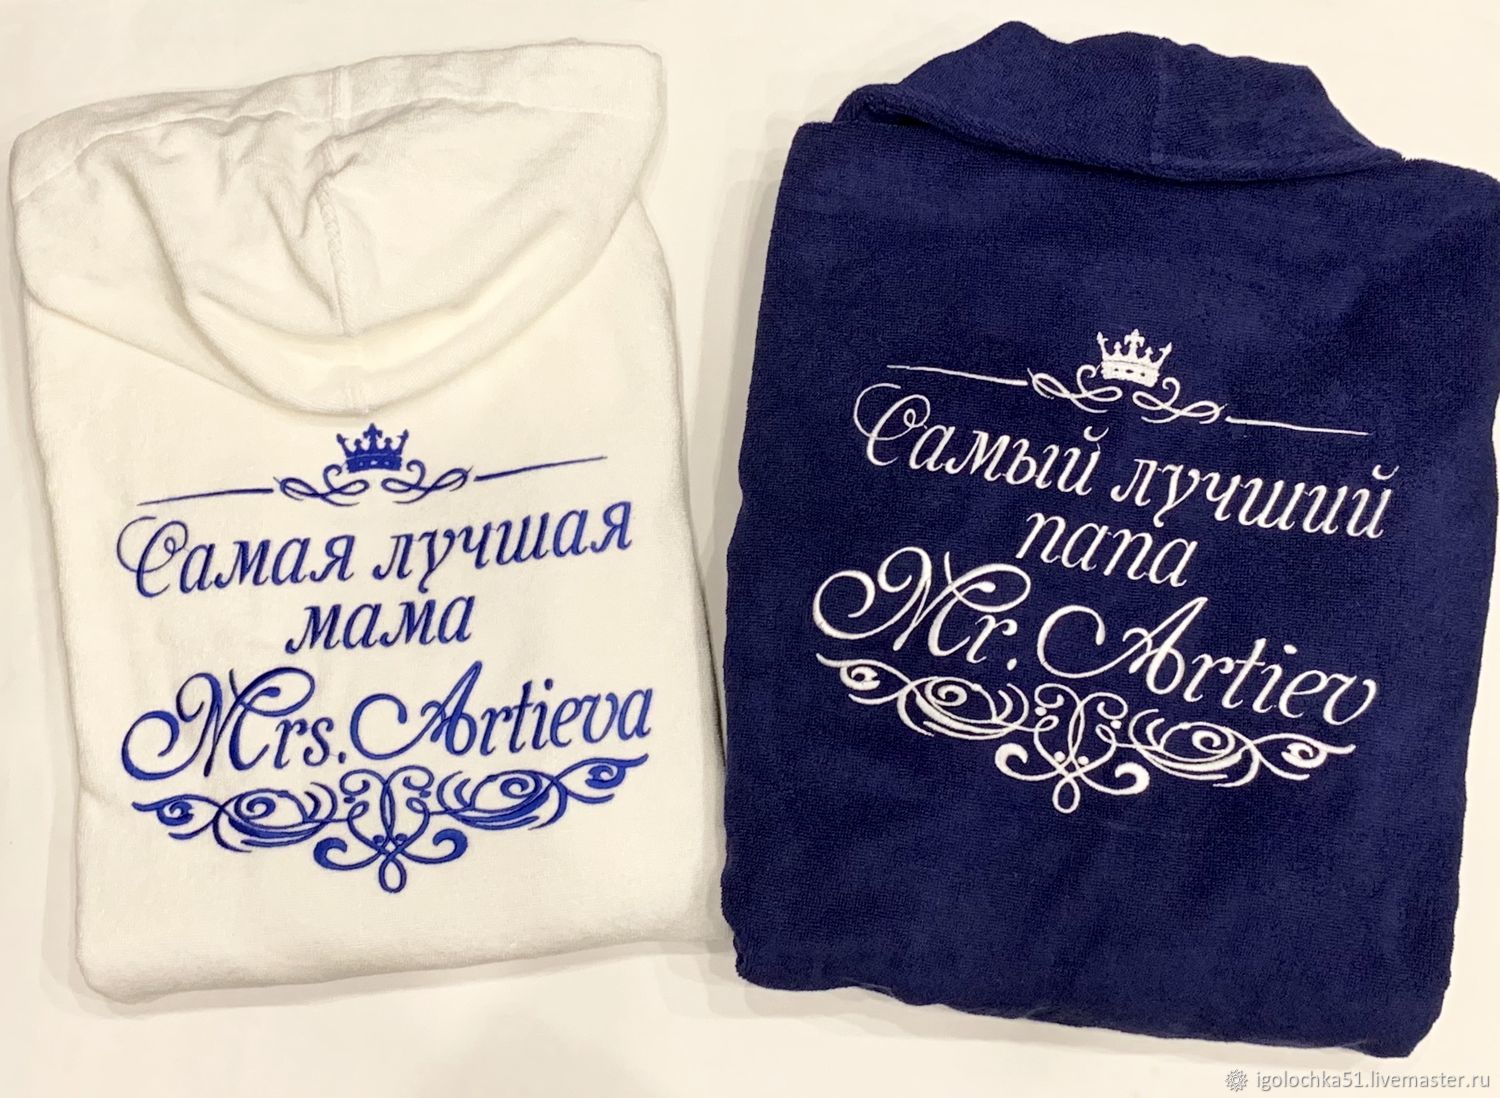 Самая лучшая
мама
Mrs. Artieva
Самый лучший
папа
Mr. Artiev
igolochka51.livemaster.ru